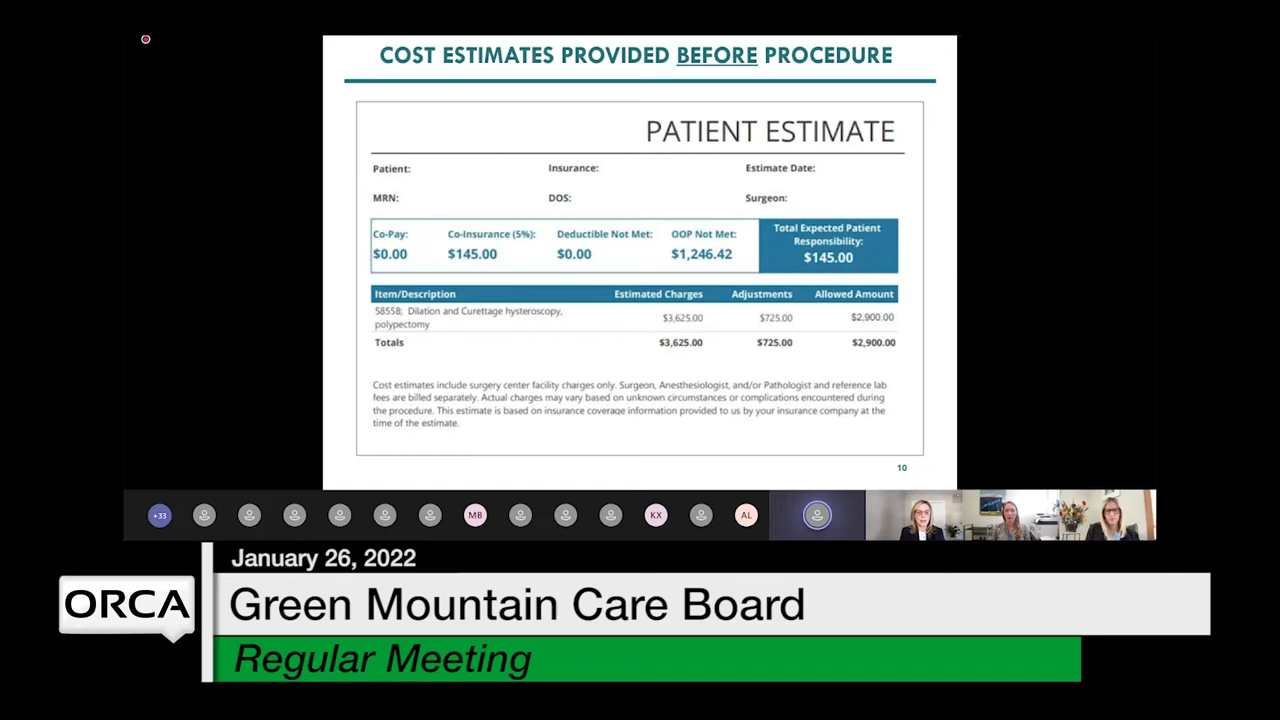 COST ESTIMATES PROVIDED BEFORE PROCEDURE
PATIENT ESTIMATE
Patient: Insurance: Estimate Date:
MRN: DOS: Surgeon:
Co-Pay: Co-Insurance (5%): Deductible Not Met: OOP Not Met: Total Expected Patient
Responsibility:
$0.00 $145.00 $0.00 $1,246.42 $145.00
Item/Description Estimated Charges Adjustments Allowed Amount
58558; Dilation and Curettage hysteroscopy,
polypectomy $3,625.00 $725.00 $2,900.00
Totals $3,625.00 $725.00 $2,900.00
Cost estimates include surgery center facility charges only. Surgeon, Anesthesiologist, and/or Pathologist and reference lab
fees are billed separately. Actual charges may vary based on unknown circumstances or complications encountered during
the procedure. This estimate is based on insurance coverage information provided to us by your insurance company at the
time of the estimate.
10
+33 MB KX AL
January 26, 2022
ORCA
Green Mountain Care Board
Regular Meeting